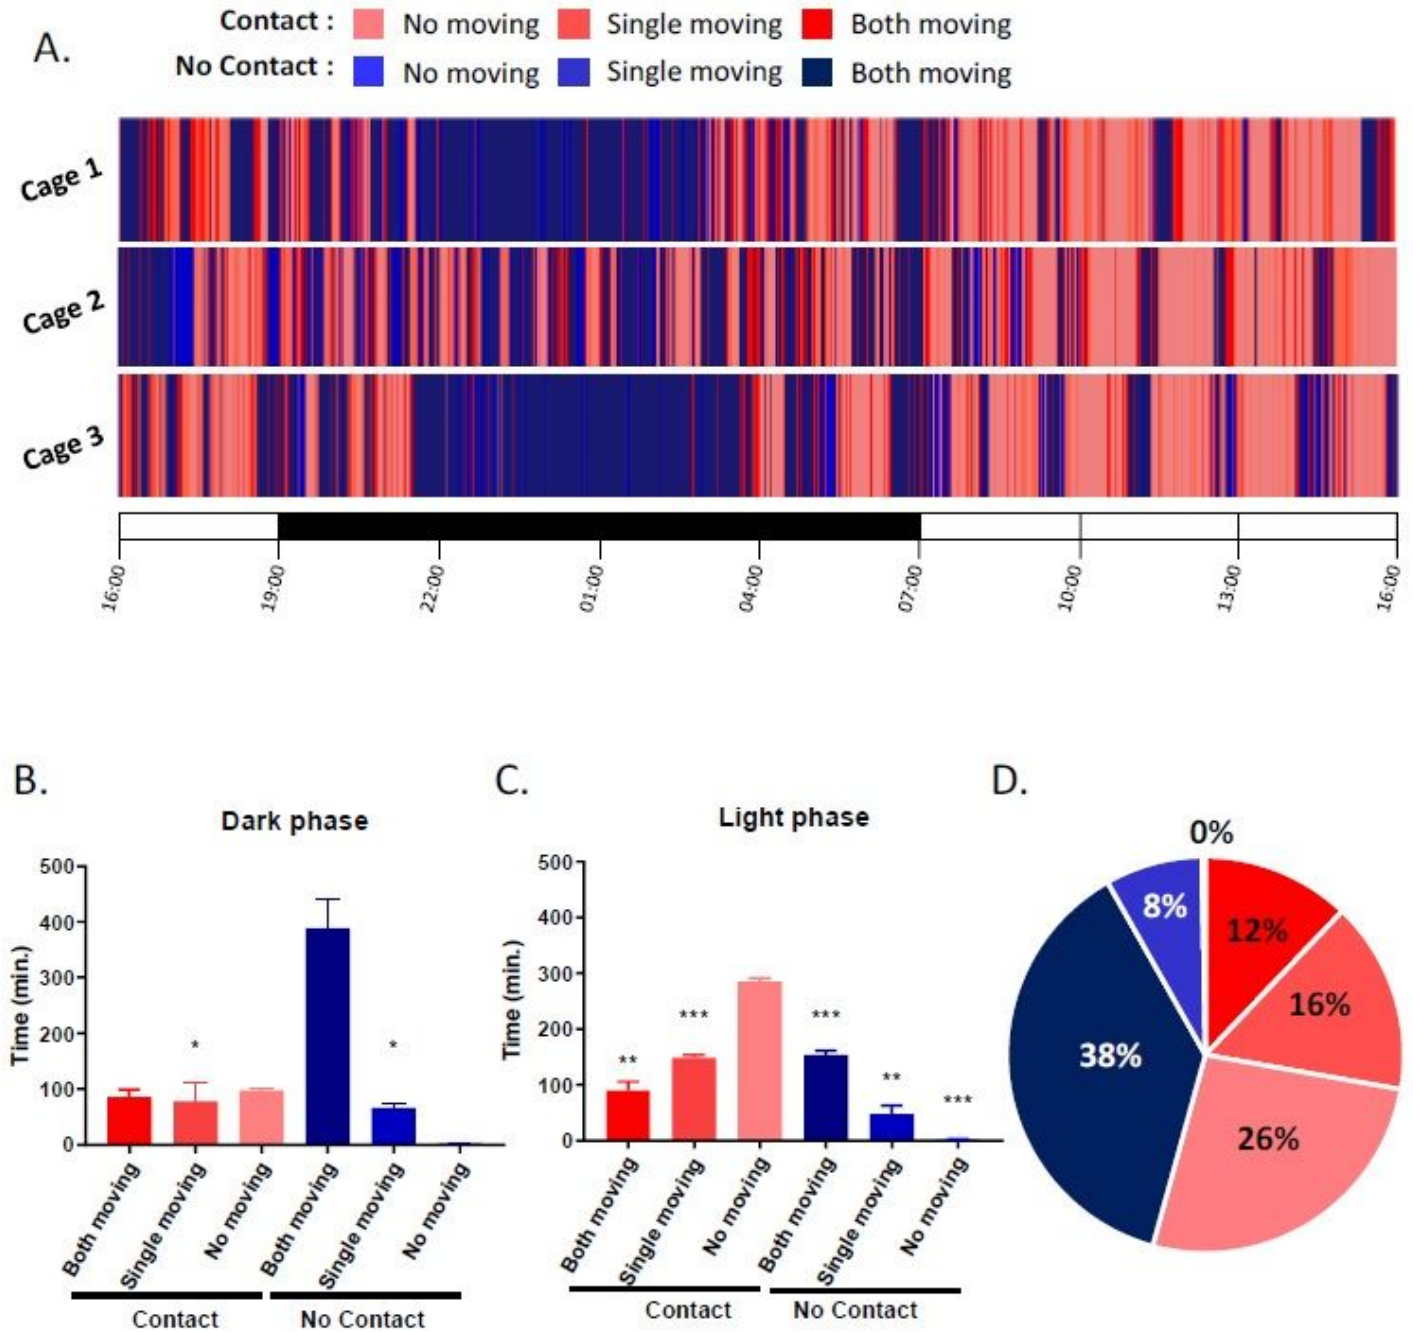 A.
Contact : No moving Single moving Both moving
No Contact : No moving Single moving Both moving
Cage 1
Cage 2
Cage 3
16:00 19:00 22:00 01:00 04:00 07:00 10:00 13:00 16:00
B.
Dark phase
Time (min.)
500
400
300
200
100
0
* *
Both moving Single moving No moving Both moving Single moving No moving
Contact No Contact
C.
Light phase
Time (min.)
500
400
300
200
100
0
** *** *** ** ***
Both moving Single moving No moving Both moving Single moving No moving
Contact No Contact
D.
0%
8%
12%
16%
38%
26%